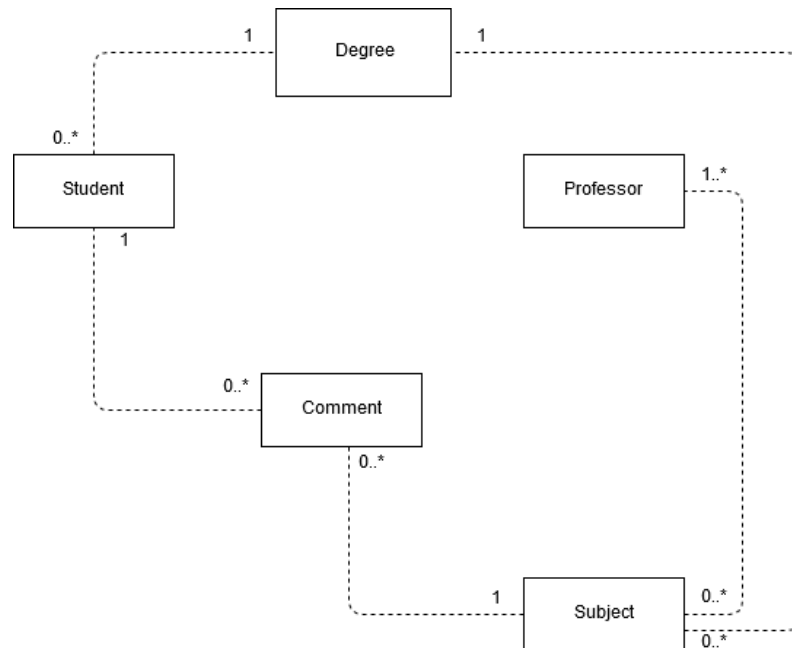 1
Degree
1
0..*
Student
1
Professor
1..*
0..*
Comment
0..*
1
Subject
0..*
0..*